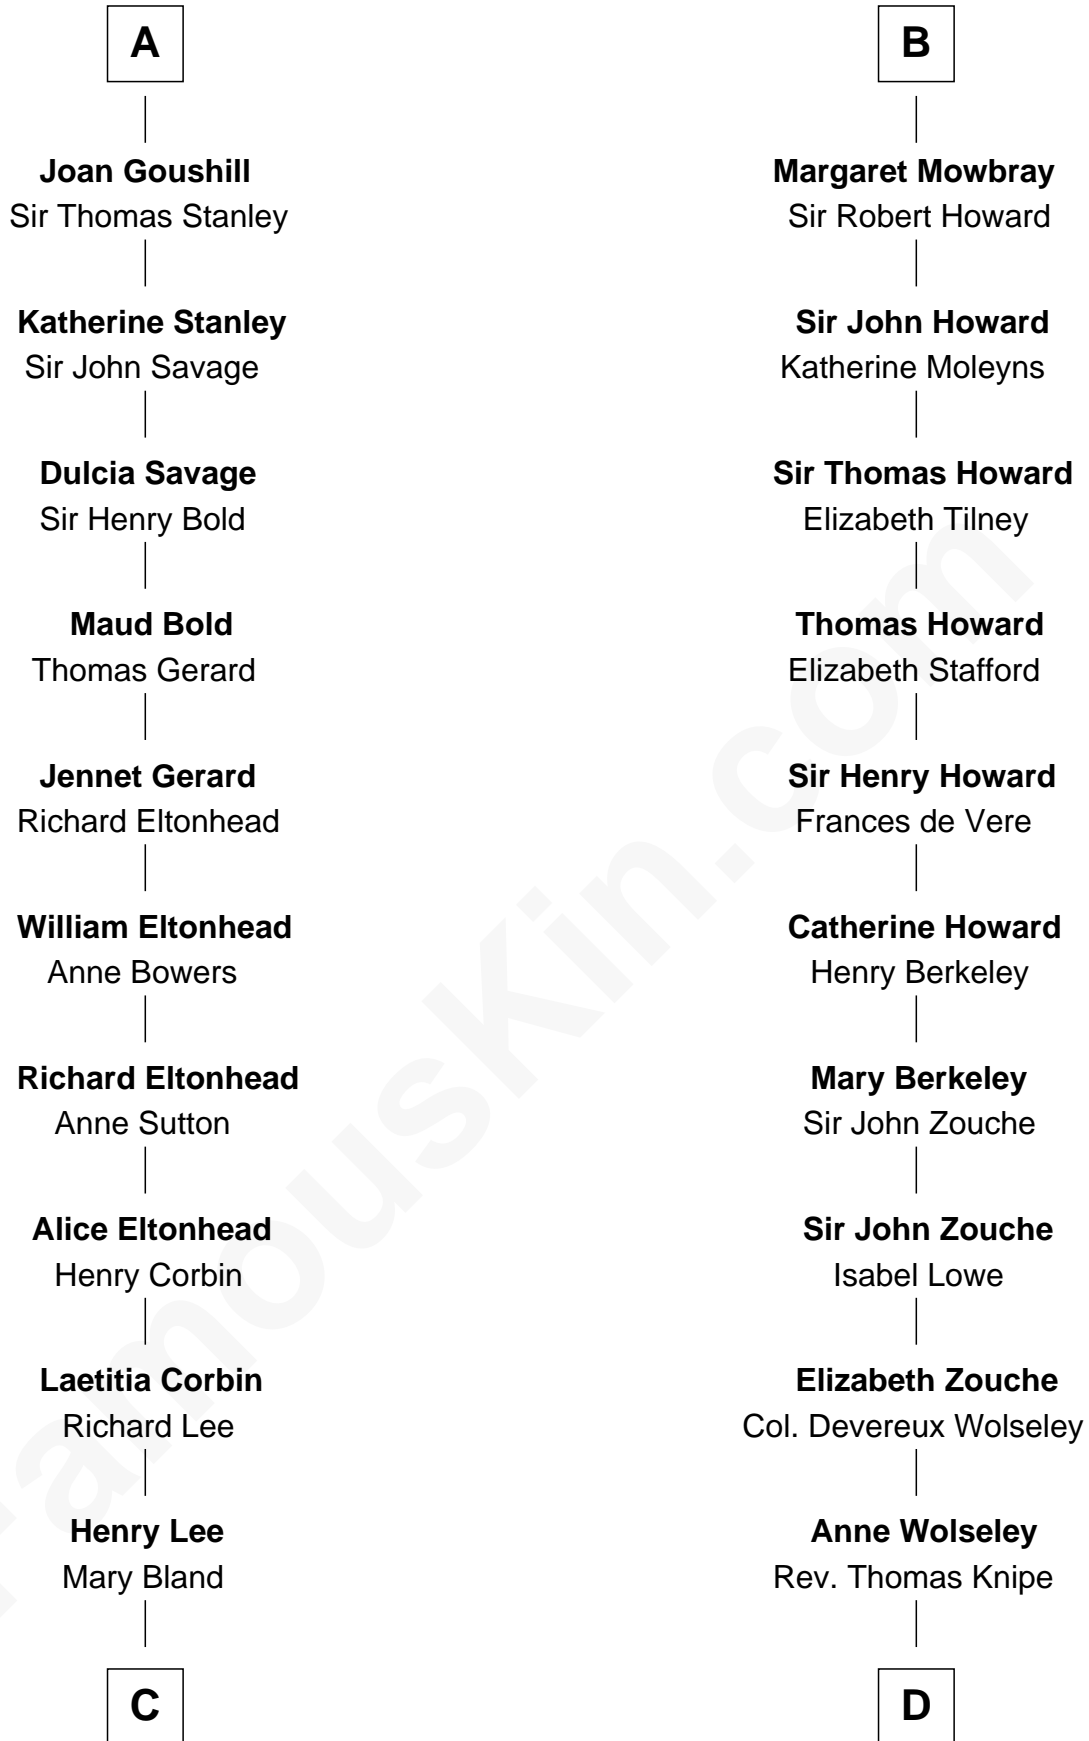 A
Joan Goushill
Sir Thomas Stanley
Katherine Stanley
Sir John Savage
Dulcia Savage
Sir Henry Bold
Maud Bold
Thomas Gerard
Jennet Gerard
Richard Eltonhead
William Eltonhead
Anne Bowers
Richard Eltonhead
Anne Sutton
Alice Eltonhead
Henry Corbin
Laetitia Corbin
Richard Lee
Henry Lee
Mary Bland
C
B
Margaret Mowbray
Sir Robert Howard
Sir John Howard
Katherine Moleyns
Sir Thomas Howard
Elizabeth Tilney
Thomas Howard
Elizabeth Stafford
Sir Henry Howard
Frances de Vere
Catherine Howard
Henry Berkeley
Mary Berkeley
Sir John Zouche
Sir John Zouche
Isabel Lowe
Elizabeth Zouche
Col. Devereux Wolseley
Anne Wolseley
Rev. Thomas Knipe
D
FamousKin.com